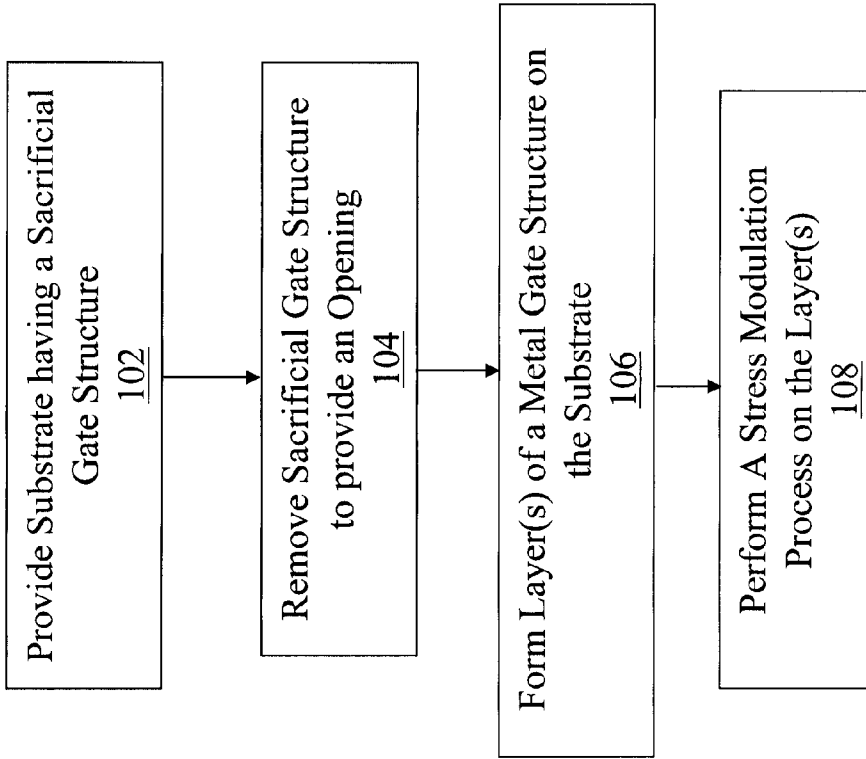 Provide Substrate having a Sacrificial
Gate Structure
102
Remove Sacrificial Gate Structure
to provide an Opening
104
Form Layer(s) of a Metal Gate Structure on
the Substrate
106
Perform A Stress Modulation
Process on the Layer(s)
108